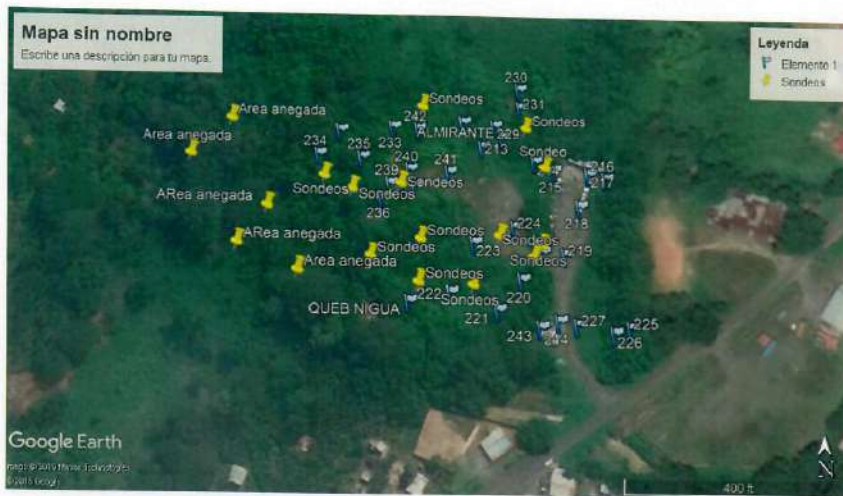 Mapa sin nombre
Escribe una descripción para tu mapa.
Leyenda
Elemento 1
Sondeos
230
Area anegada
Sondeos
231
242
Sondeos
Area anegada
ALMIRANTE
229
234
235
233
213
Sondeo
240
241
246
239
215
217
Sondeos
Sondeos
Sondeos
ARea anegada
236
218
224
ARea anegada
Sondeos
Sondeos
Sondeos
223
219
Sondeos
Area anegada
Sondeos
222
Sondeos
220
QUEB NIGUA
221
243
227
225
226
Google Earth
© 2018 Google
400 ft
N